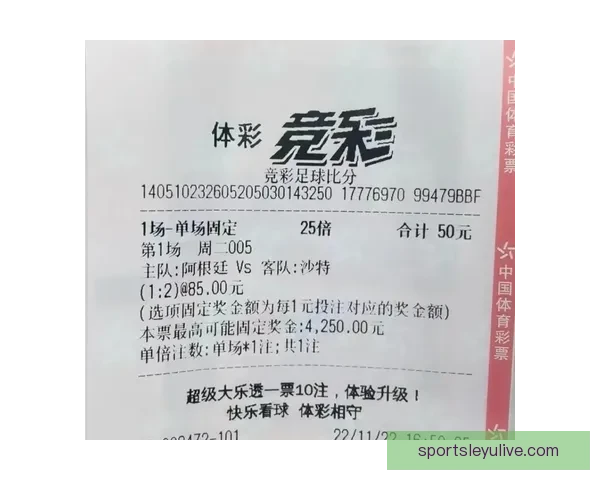 体彩 竞彩
竞彩足球比分
140510232605205030143250 17776970 99479BBF
1场-单场固定 25倍 合计 50元
第1场 周二005
主队:阿根廷 Vs 客队:沙特
(1:2)@85.00元
(选项固定奖金额为每1元投注对应的奖金额)
本票最高可能固定奖金:4,250.00元
单倍注数:单场*1注;共1注
超级大乐透一票10注，体验升级！
快乐看球 体彩相守
22/11/22
中国体育彩票
中国体育彩票
sportsleyulive.com